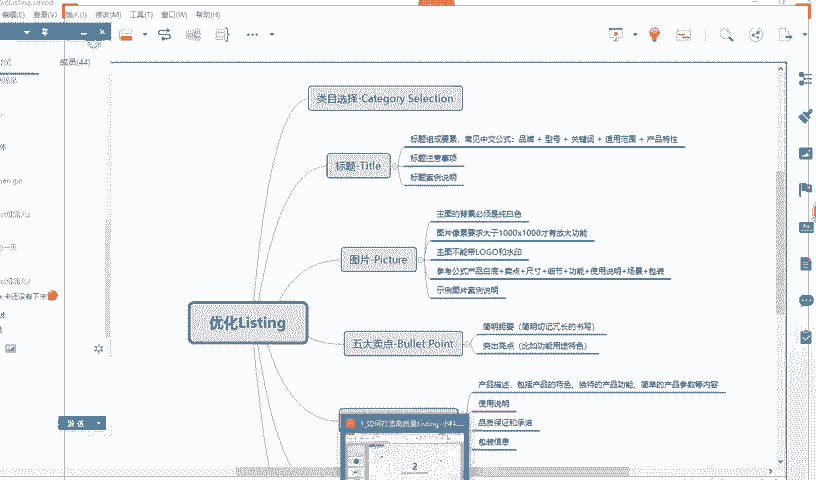 编辑(E) 查看(V) 插入(I) 修改(M) 工具(T) 窗口(W) 帮助(H)
成员(44)
类目选择-Category Selection
标题-Title
标题组成要素，常见中文公式：品牌 + 型号 + 关键词 + 适用范围 + 产品特性
标题注意事项
标题案例说明
图片-Picture
主图的背景必须是纯白色
图片像素要求大于1000x1000才有放大功能
主图不能带LOGO和水印
参考公式产品白底+卖点+尺寸+细节+功能+使用说明+场景+包装
示例图片案例说明
优化Listing
五大卖点-Bullet Point
简明扼要（简明切记冗长的书写）
突出亮点（比如功能用途特色）
产品描述，包括产品的特色、独特的产品功能、简单的产品参数等内容
使用说明
品质保证和承诺
包装信息
卡还没有下来
一天
发送
1_如何打造高质量Listing-小科...
2